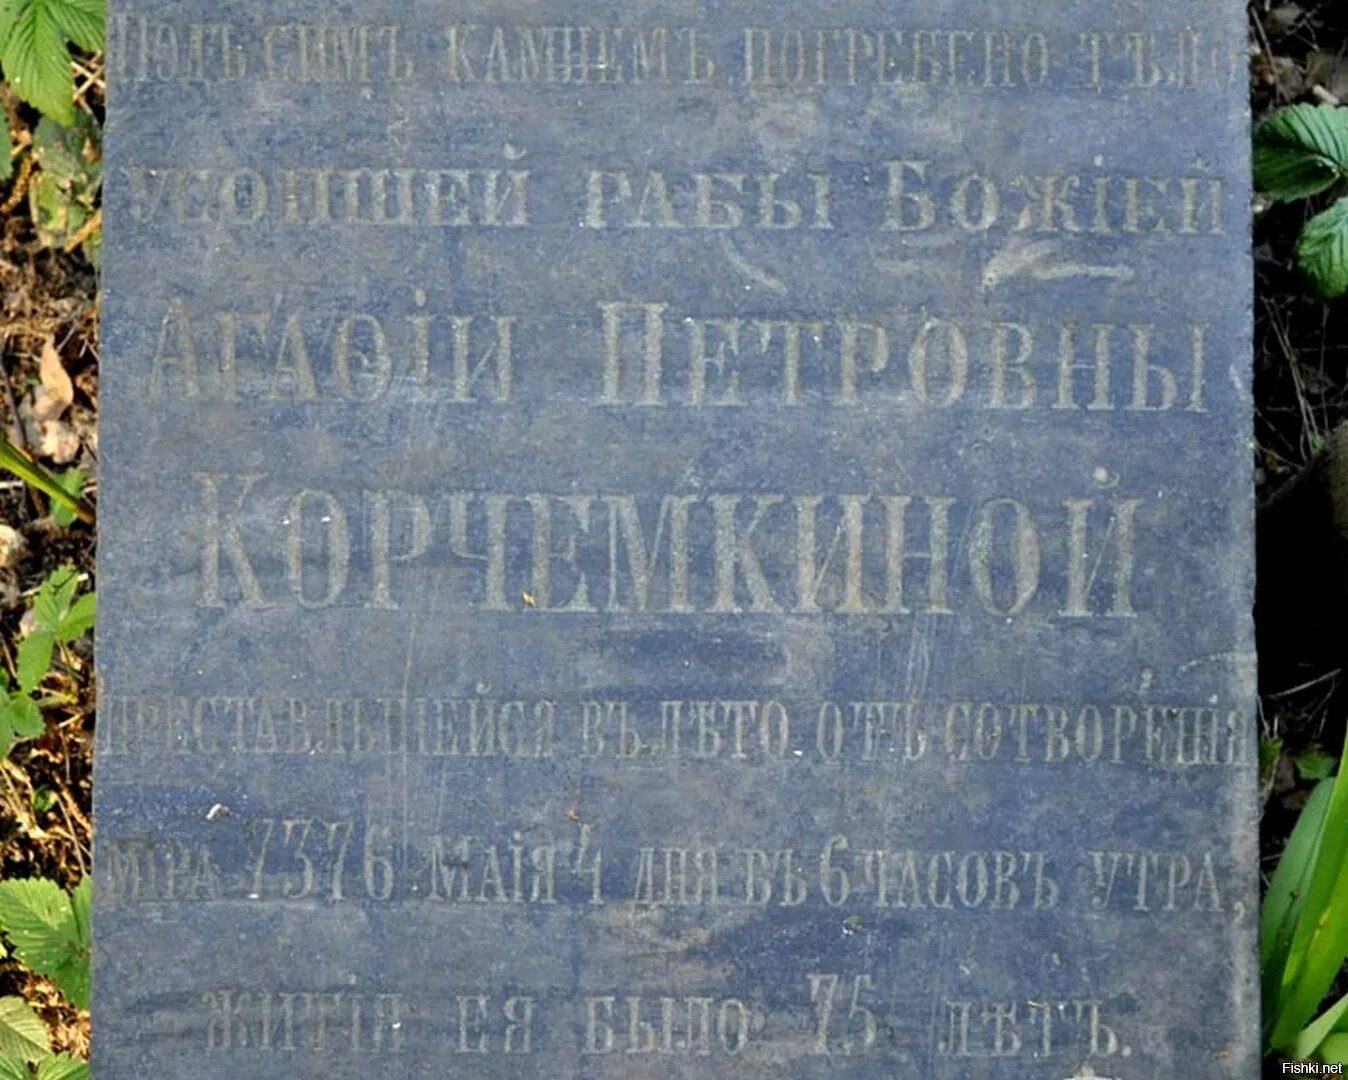 Подъ симъ камнемъ погребено тѣло
усопшей рабы Божіей
Агаѳіи Петровны
Корчемкиной
преставльшейся въ лѣто отъ сотворенія
міра 7376 маія 4 дня въ 6 часовъ утра,
житія ея было 75 лѣтъ.
Fishki.net